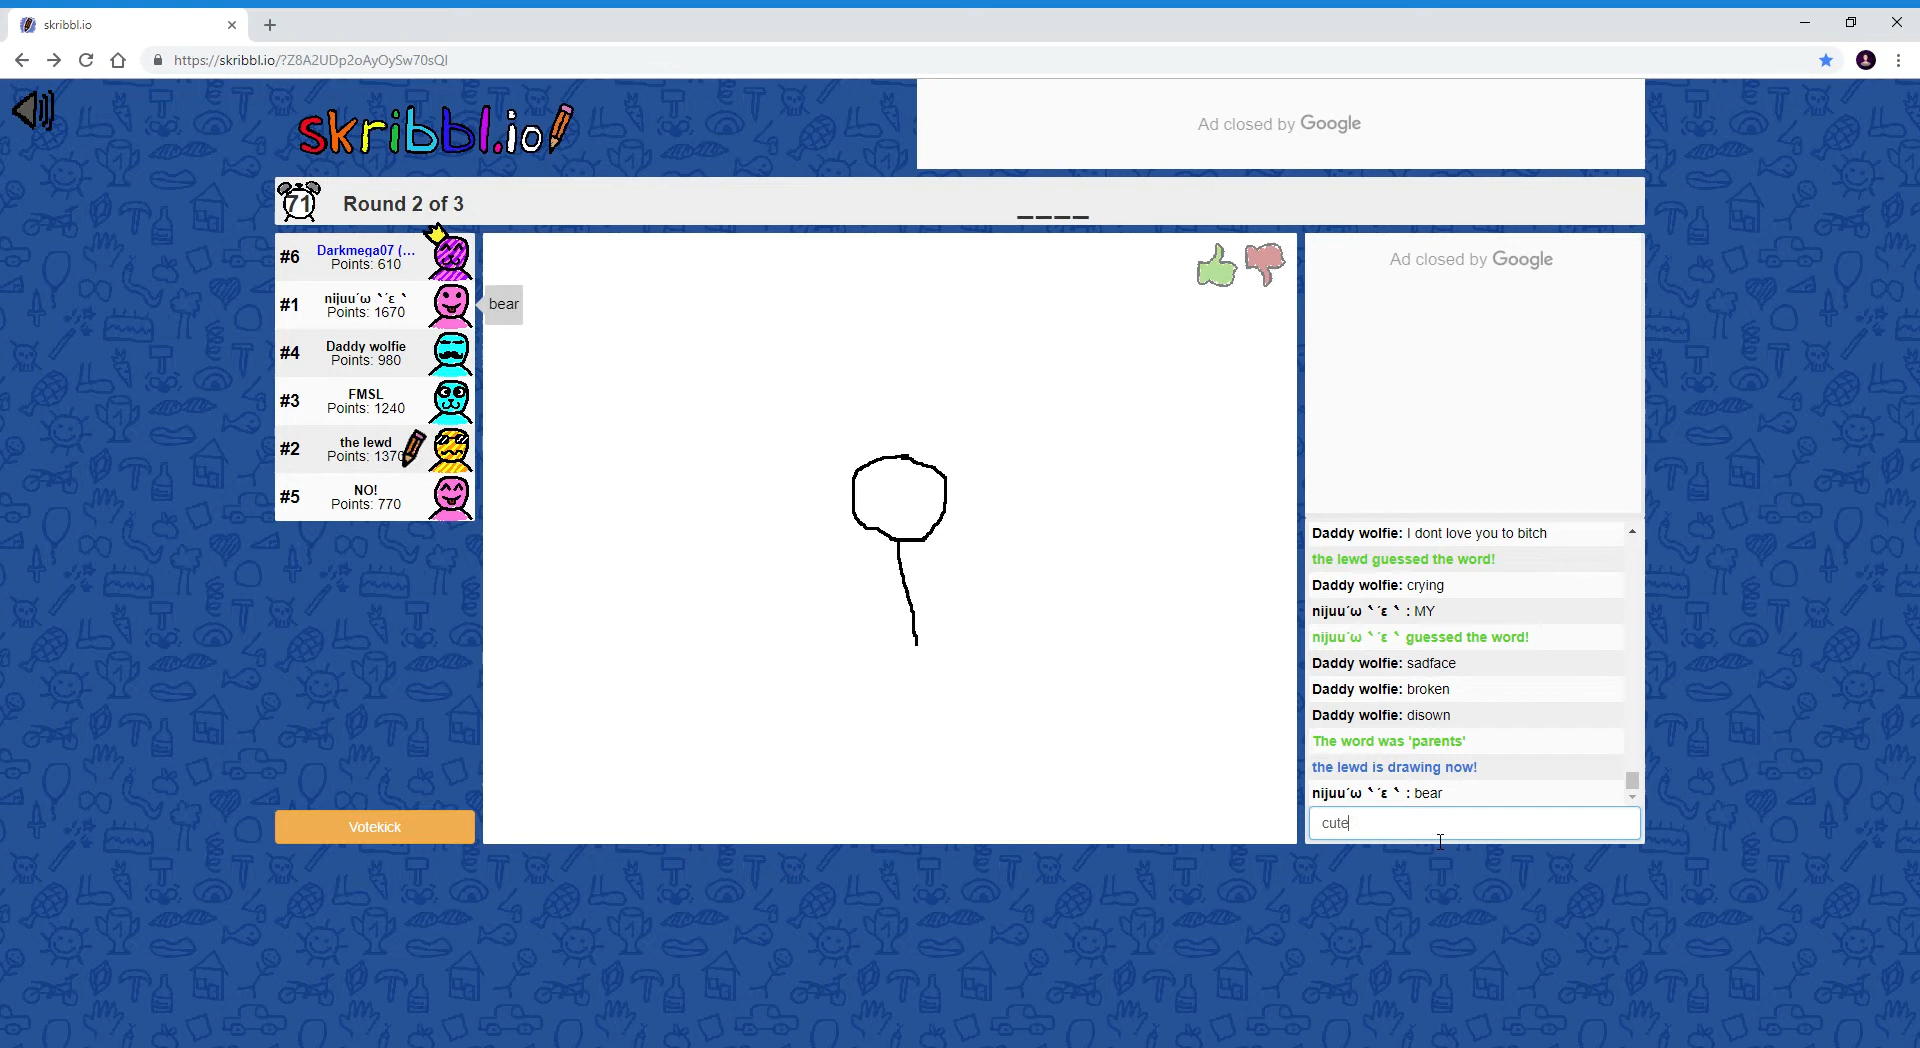 skribbl.io
https://skribbl.io/?Z8A2UDp2oAyOySw70sQI
skribbl.io
Ad closed by Google
71
Round 2 of 3
____
#6
Darkmega07 (...
Points: 610
#1
nijuu´ω `´ε `
Points: 1670
bear
#4
Daddy wolfie
Points: 980
#3
FMSL
Points: 1240
#2
the lewd
Points: 1370
#5
NO!
Points: 770
Votekick
Ad closed by Google
Daddy wolfie: I dont love you to bitch
the lewd guessed the word!
Daddy wolfie: crying
nijuu´ω `´ε ` : MY
nijuu´ω `´ε ` guessed the word!
Daddy wolfie: sadface
Daddy wolfie: broken
Daddy wolfie: disown
The word was 'parents'
the lewd is drawing now!
nijuu´ω `´ε ` : bear
cute